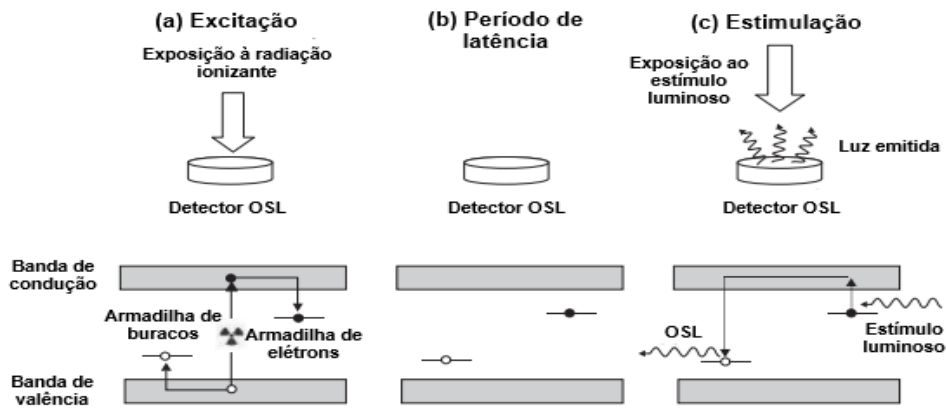 (a) Excitação
Exposição à radiação
ionizante
Detector OSL
(b) Período de
latência
Detector OSL
(c) Estimulação
Exposição ao
estímulo
luminoso
Luz emitida
Detector OSL
Banda de
condução
Armadilha de
buracos
Armadilha de
elétrons
Banda de
valência
OSL
Estímulo
luminoso